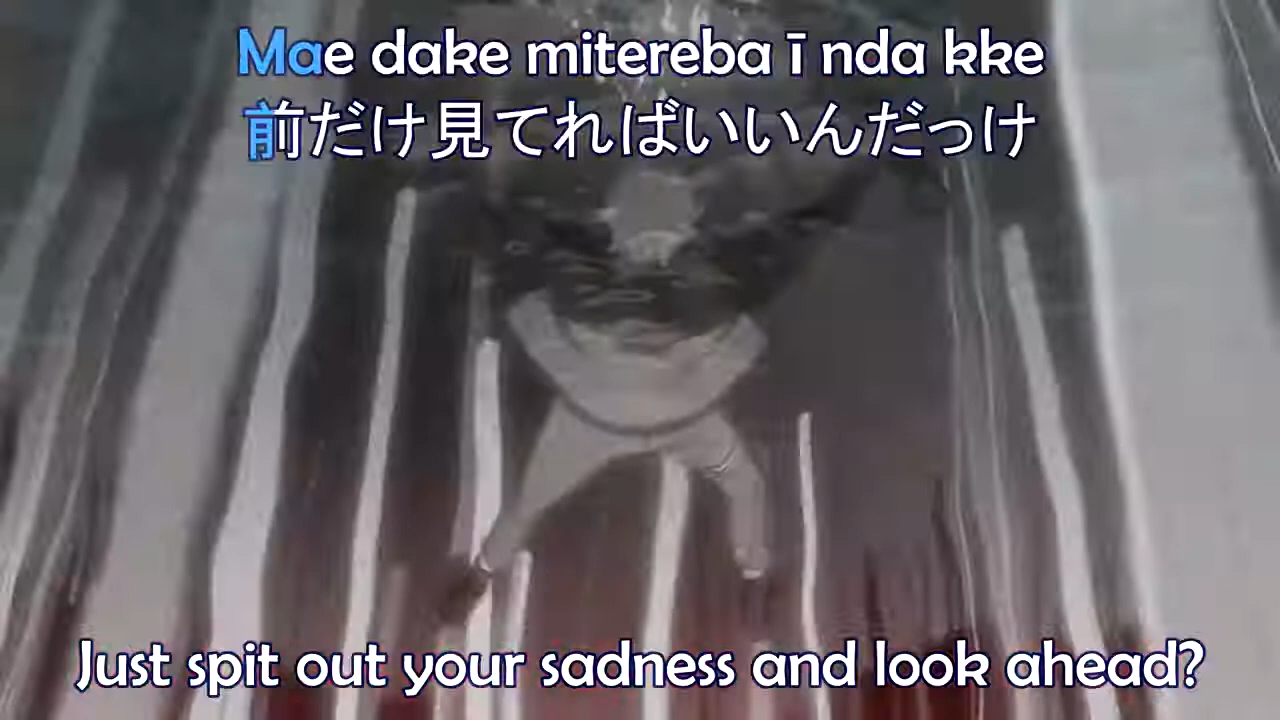 Mae dake mitereba ī nda kke
前だけ見てればいいんだっけ
Just spit out your sadness and look ahead?